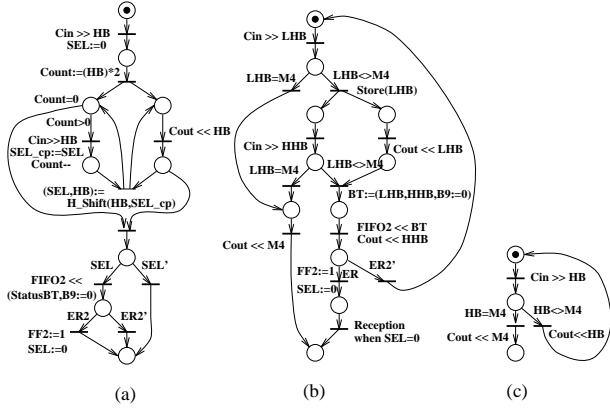 Cin >> HB
SEL:=0
Count:=(HB)*2
Count=0
Count>0
Cin>>HB
SEL_cp:=SEL
Count--
Cout << HB
(SEL,HB):=
H_Shift(HB,SEL_cp)
SEL
SEL'
FIFO2 <<
(StatusBT,B9:=0)
ER2
ER2'
FF2:=1
SEL:=0
(a)
Cin >> LHB
LHB=M4
LHB<>M4
Store(LHB)
Cin >> HHB
Cout << LHB
LHB=M4
LHB<>M4
BT:=(LHB,HHB,B9:=0)
FIFO2 << BT
Cout << HHB
Cout << M4
FF2:=1
ER
ER2'
SEL:=0
Reception
when SEL=0
(b)
Cin >> HB
HB=M4
HB<>M4
Cout << M4
Cout<<HB
(c)